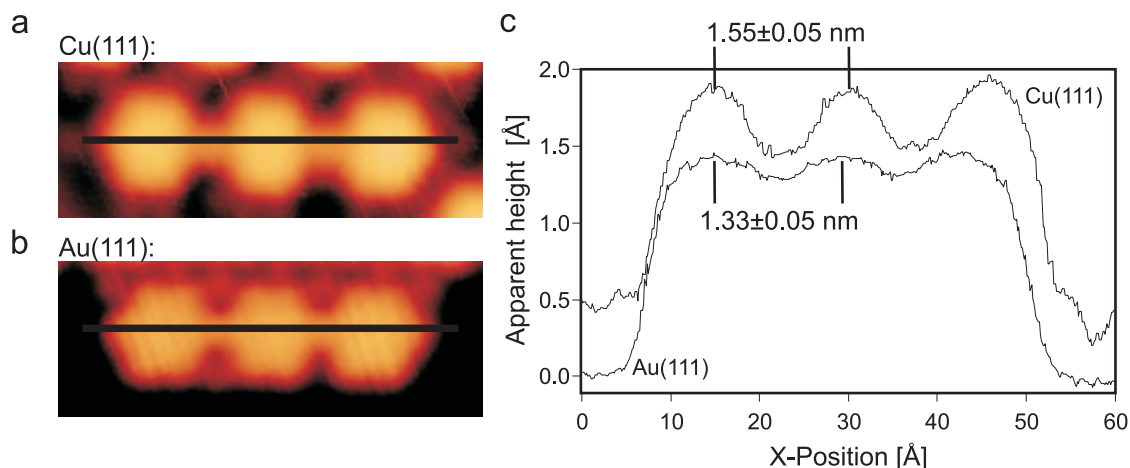 a
Cu(111):
b
Au(111):
c
1.55±0.05 nm
2.0
1.5
1.0
0.5
0.0
Apparent height [Å]
Cu(111)
1.33±0.05 nm
Au(111)
0 10 20 30 40 50 60
X-Position [Å]